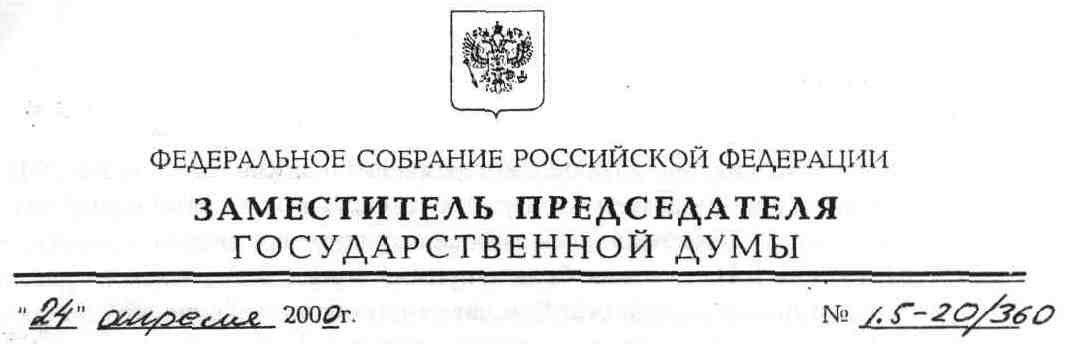 ФЕДЕРАЛЬНОЕ СОБРАНИЕ РОССИЙСКОЙ ФЕДЕРАЦИИ
ЗАМЕСТИТЕЛЬ ПРЕДСЕДАТЕЛЯ
ГОСУДАРСТВЕННОЙ ДУМЫ
"24" апреля 2000г. № 1.5-20/360